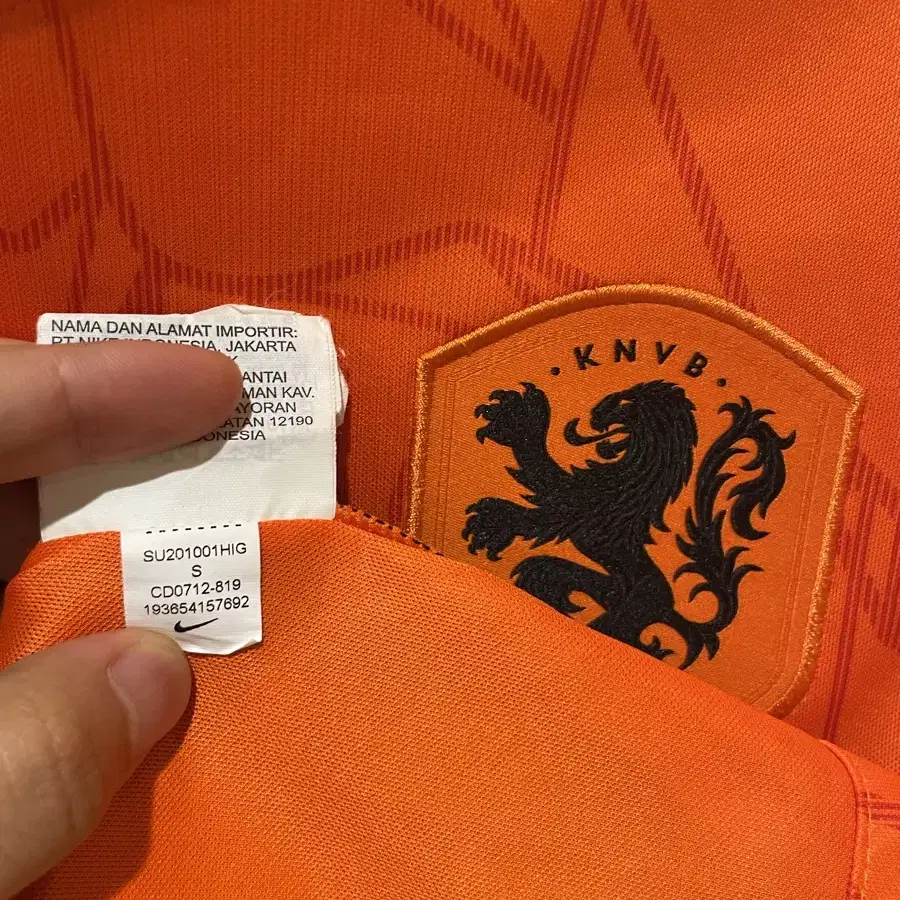 NAMA DAN ALAMAT IMPORTIR:
PT NIKE INDONESIA, JAKARTA
ANTAI
MAN KAV.
AYORAN
ATAN 12190
ONESIA
SU201001HIG
S
CD0712-819
193654157692
· KNVB ·